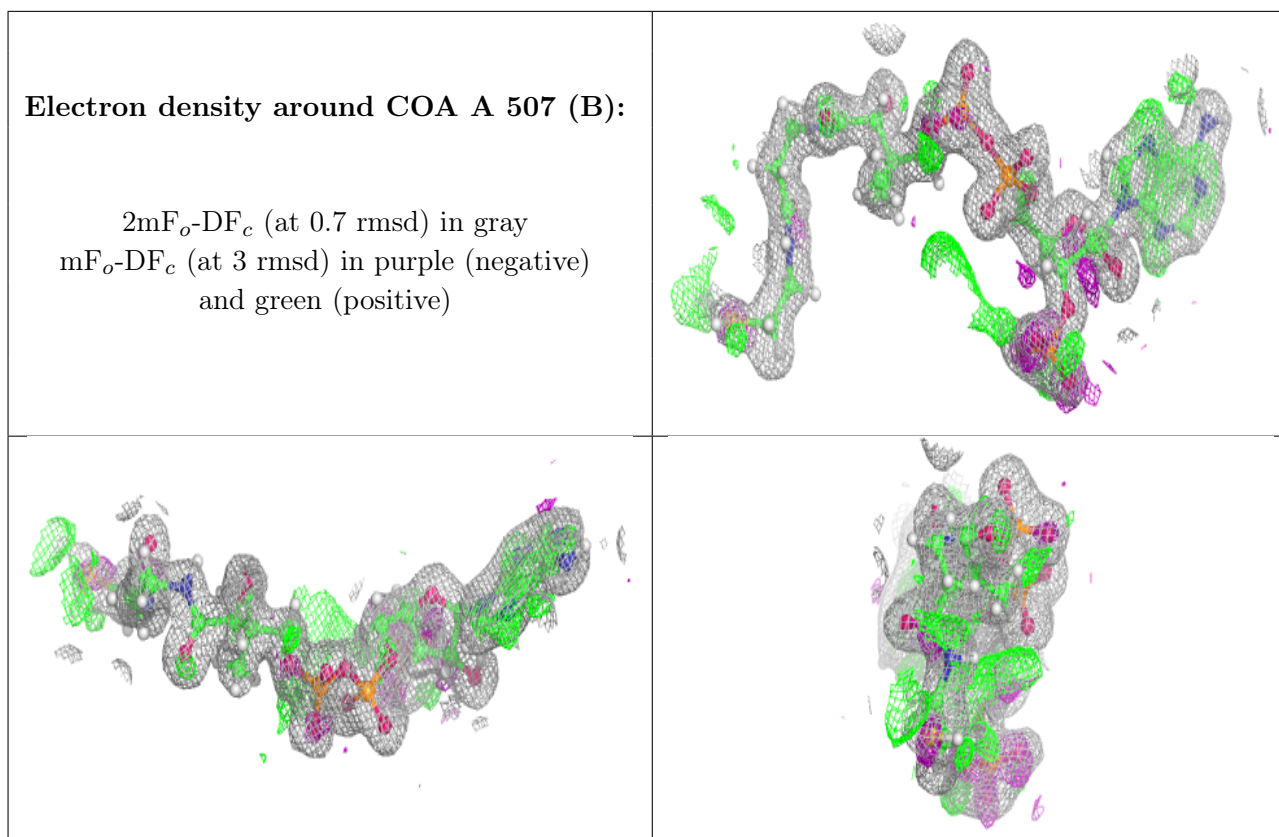 Electron density around COA A 507 (B):
2mFₒ-DF𝒸 (at 0.7 rmsd) in gray
mFₒ-DF𝒸 (at 3 rmsd) in purple (negative)
and green (positive)